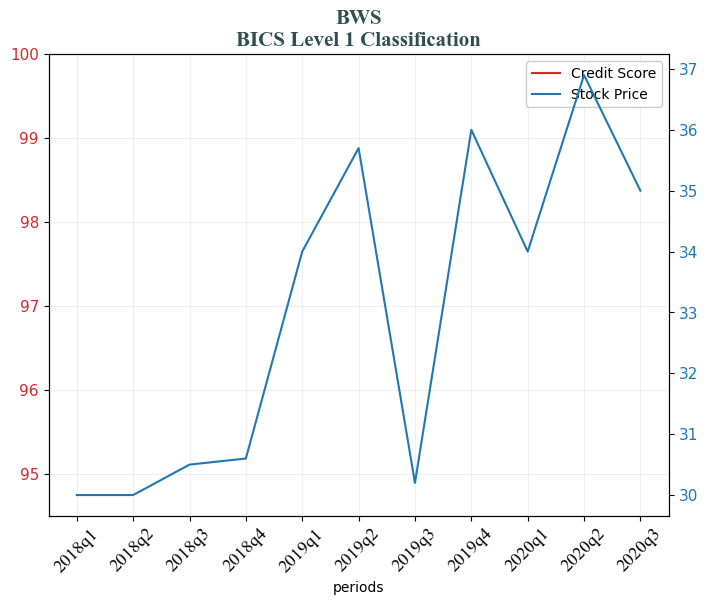 BWS
BICS Level 1 Classification
Credit Score
Stock Price
100
99
98
97
96
95
37
36
35
34
33
32
31
30
2018q1
2018q2
2018q3
2018q4
2019q1
2019q2
2019q3
2019q4
2020q1
2020q2
2020q3
periods